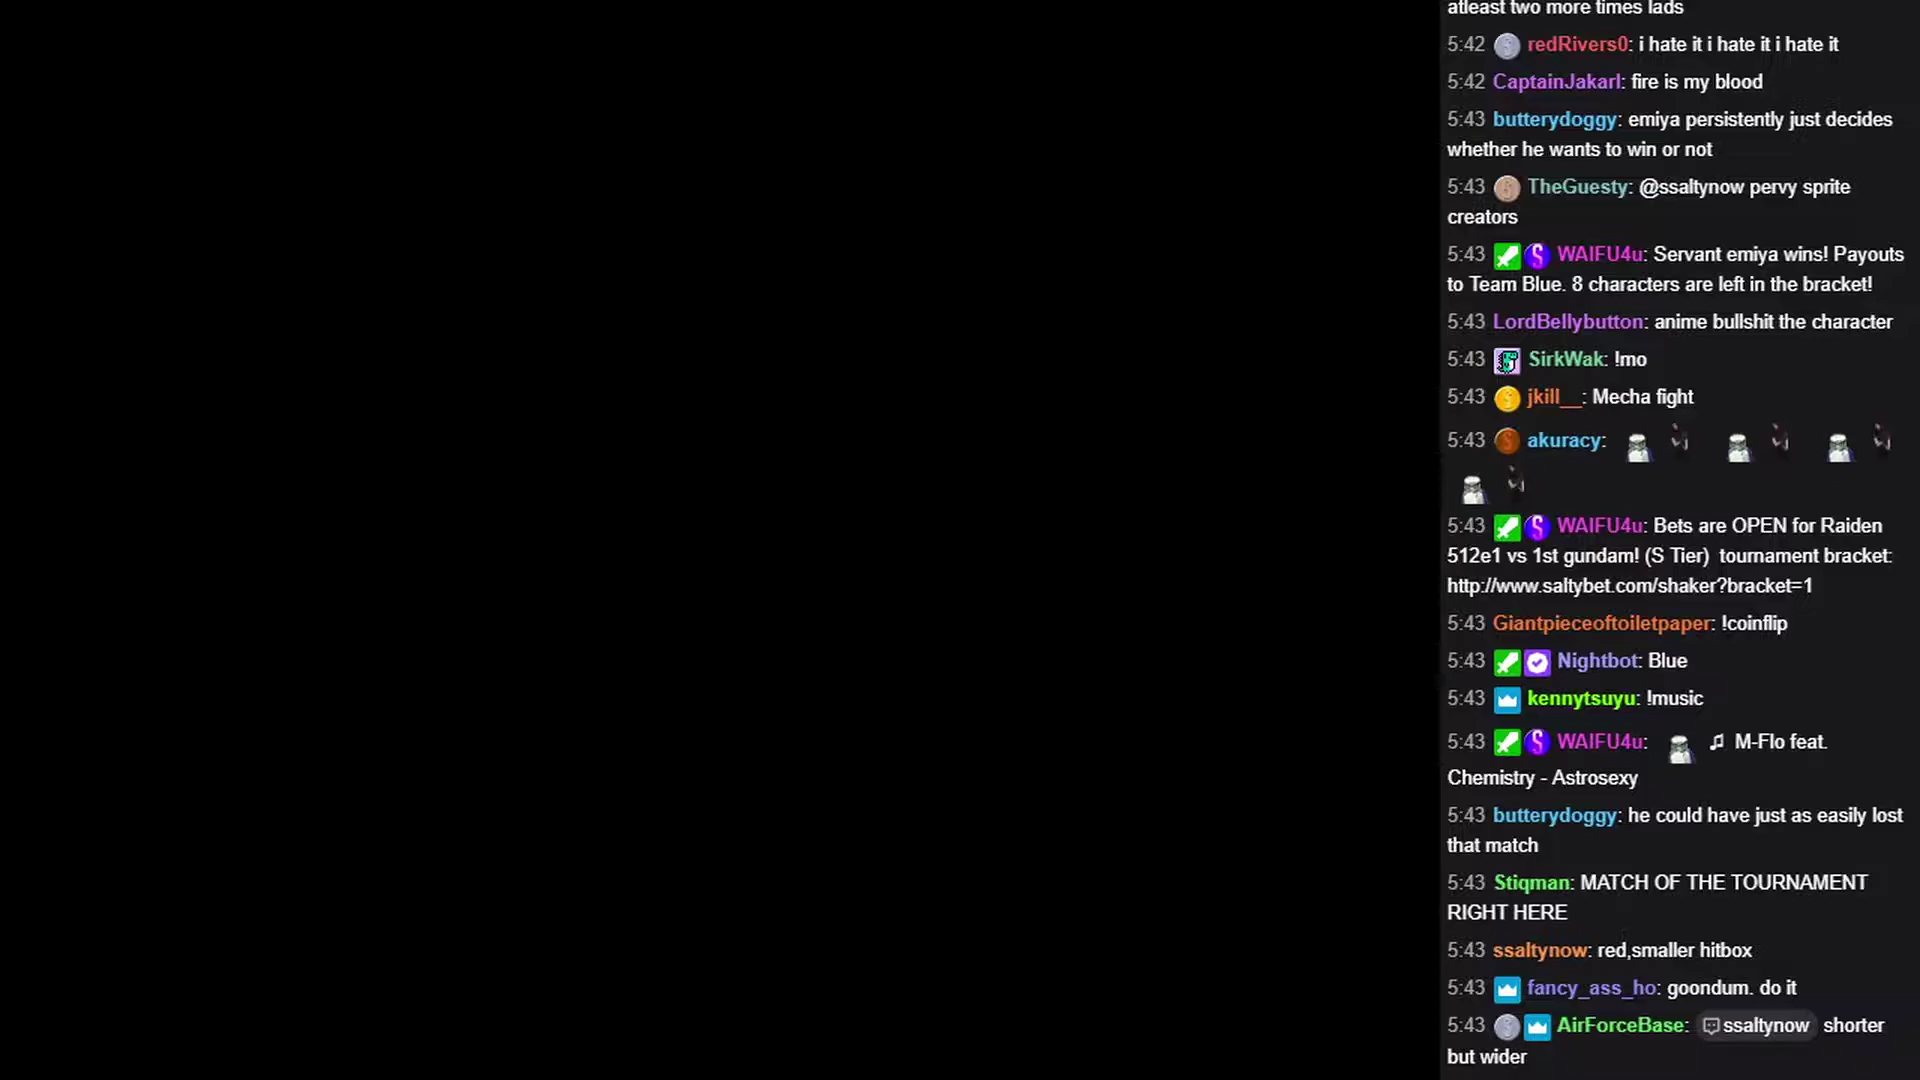 atleast two more times lads
5:42 redRivers0: i hate it i hate it i hate it
5:42 CaptainJakarl: fire is my blood
5:43 butterydoggy: emiya persistently just decides
whether he wants to win or not
5:43 TheGuesty: @ssaltynow pervy sprite
creators
5:43 WAIFU4u: Servant emiya wins! Payouts
to Team Blue. 8 characters are left in the bracket!
5:43 LordBellybutton: anime bullshit the character
5:43 SirkWak: !mo
5:43 jkill__: Mecha fight
5:43 akuracy:
5:43 WAIFU4u: Bets are OPEN for Raiden
512e1 vs 1st gundam! (S Tier) tournament bracket:
http://www.saltybet.com/shaker?bracket=1
5:43 Giantpieceoftoiletpaper: !coinflip
5:43 Nightbot: Blue
5:43 kennytsuyu: !music
5:43 WAIFU4u: ♫ M-Flo feat.
Chemistry - Astrosexy
5:43 butterydoggy: he could have just as easily lost
that match
5:43 Stiqman: MATCH OF THE TOURNAMENT
RIGHT HERE
5:43 ssaltynow: red,smaller hitbox
5:43 fancy_ass_ho: goondum. do it
5:43 AirForceBase: ssaltynow shorter
but wider